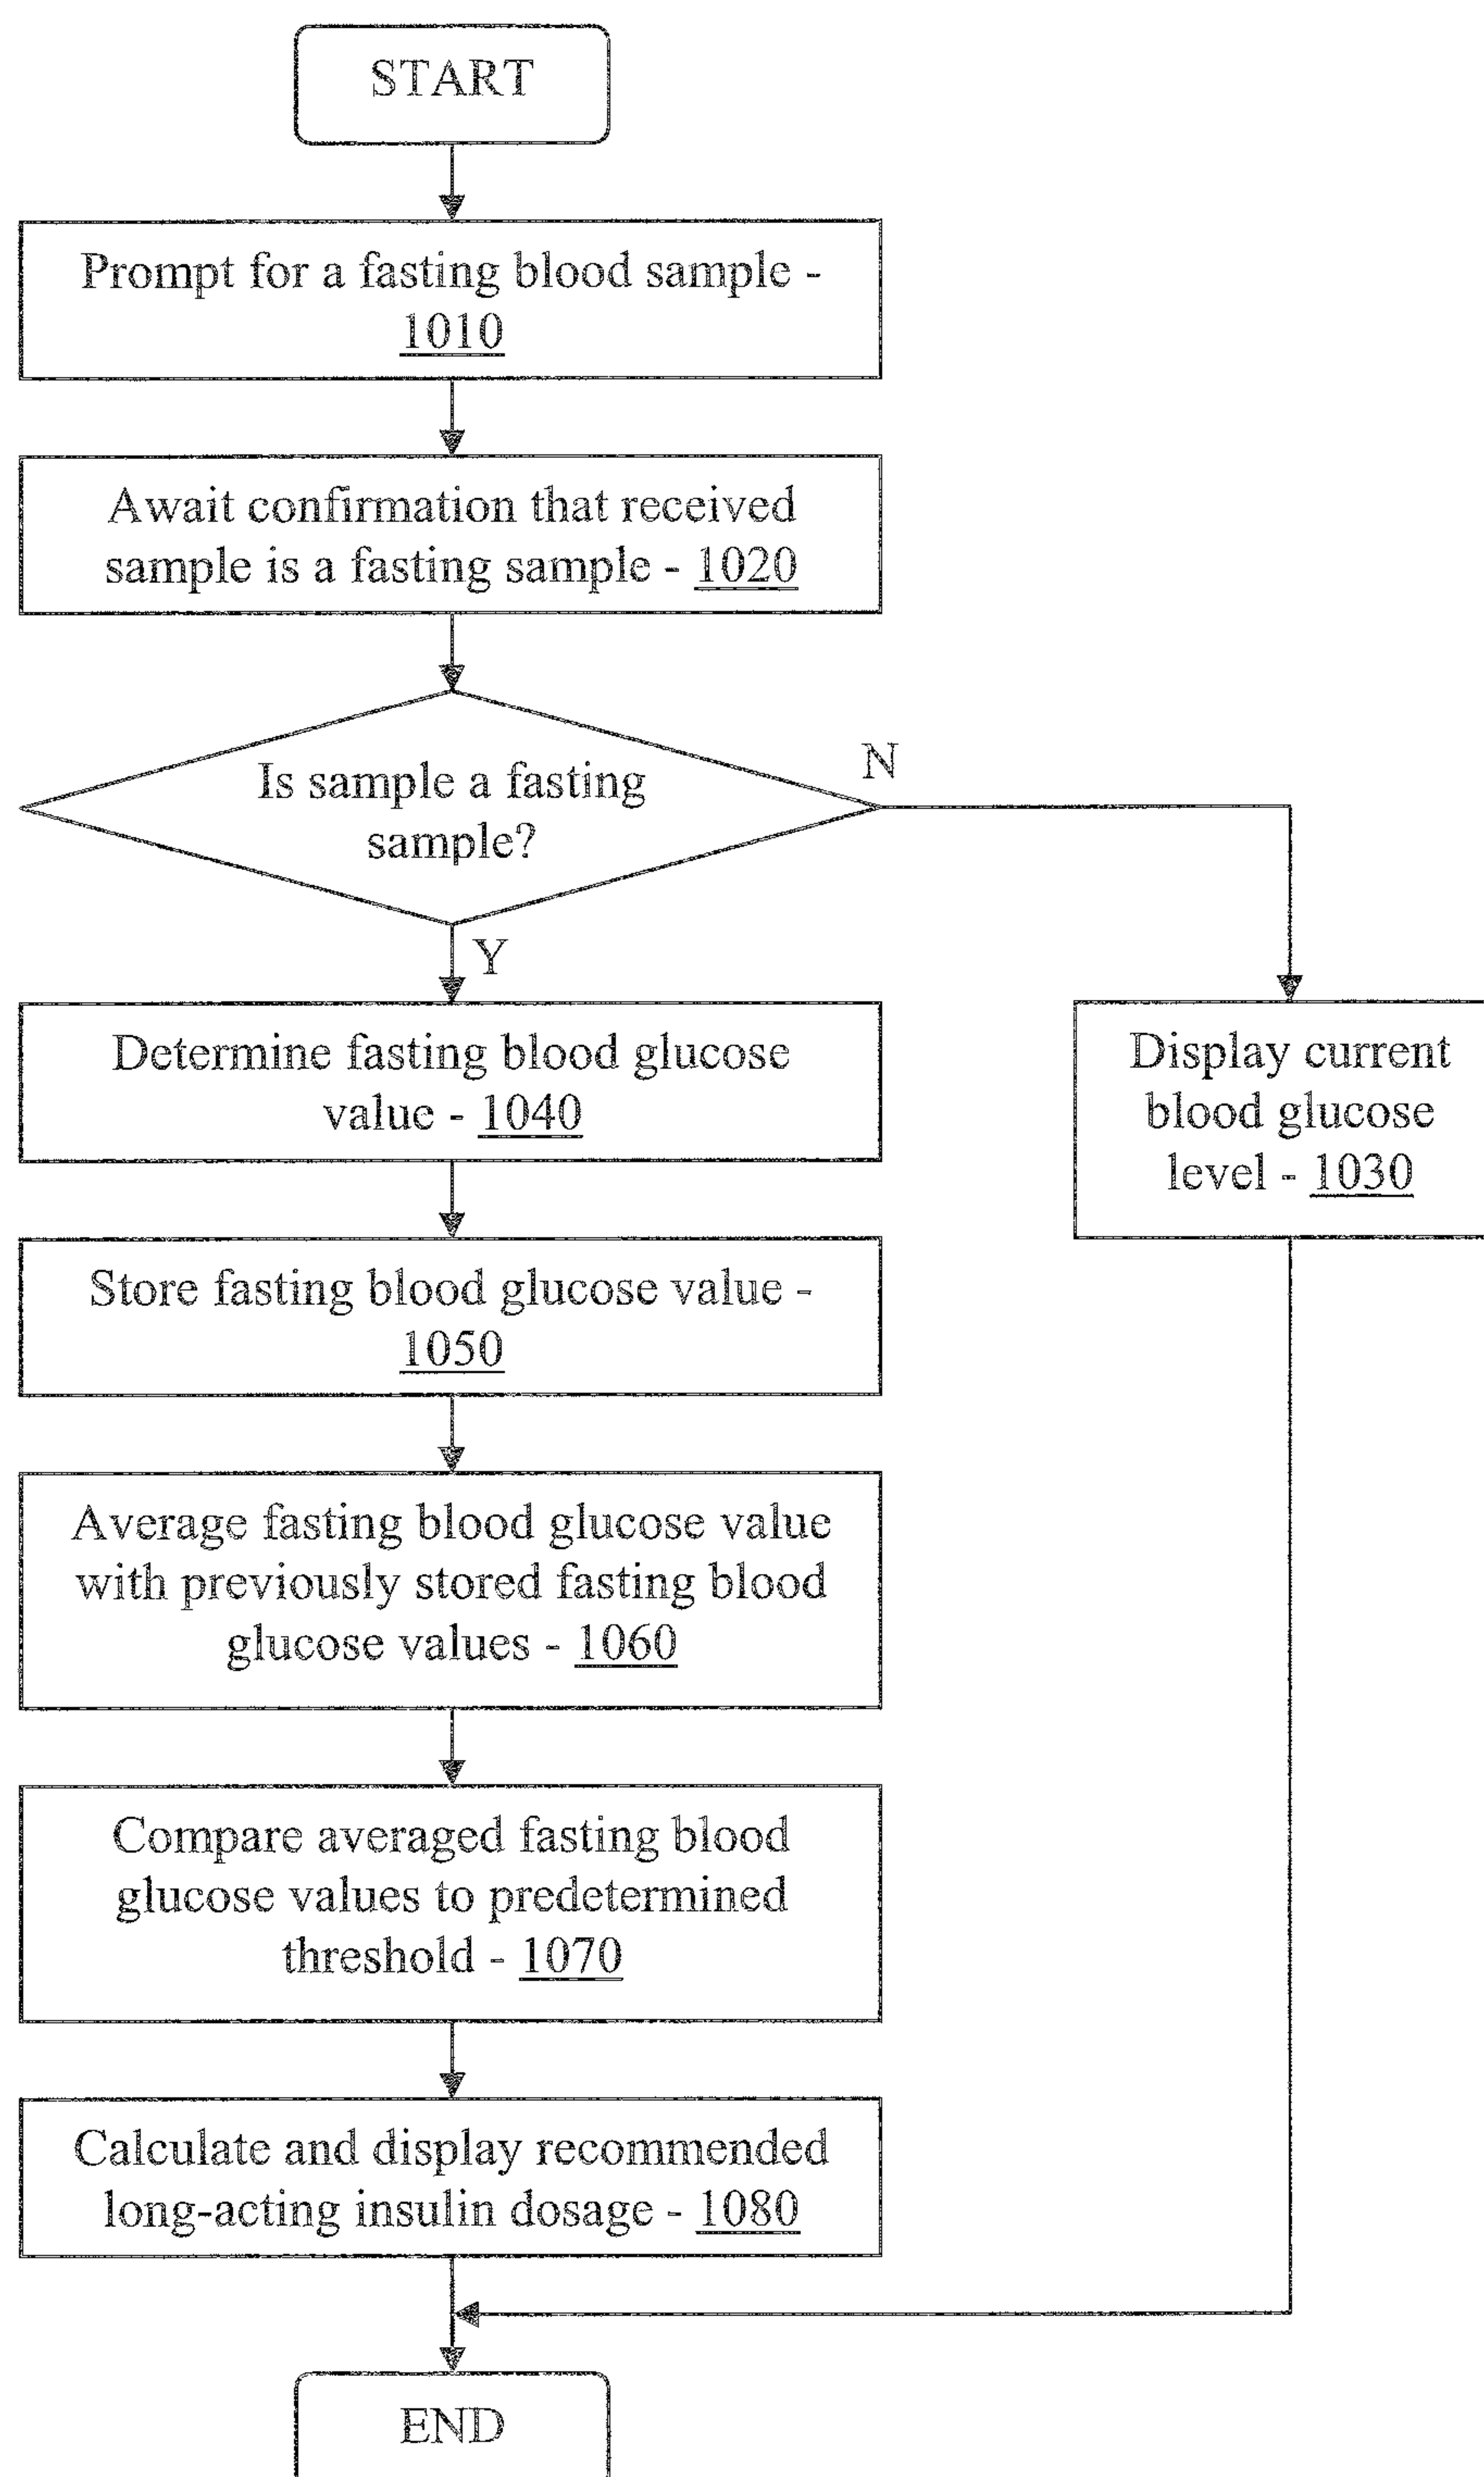 START
Prompt for a fasting blood sample -
1010
Await confirmation that received
sample is a fasting sample - 1020
Is sample a fasting
sample?
N
Y
Determine fasting blood glucose
value - 1040
Display current
blood glucose
level - 1030
Store fasting blood glucose value -
1050
Average fasting blood glucose value
with previously stored fasting blood
glucose values - 1060
Compare averaged fasting blood
glucose values to predetermined
threshold - 1070
Calculate and display recommended
long-acting insulin dosage - 1080
END